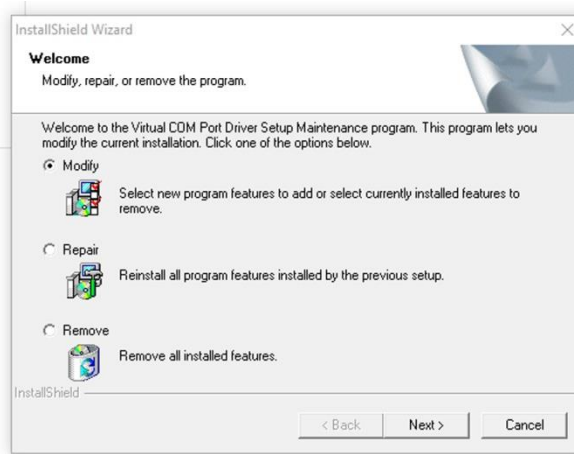 InstallShield Wizard
Welcome
Modify, repair, or remove the program.
Welcome to the Virtual COM Port Driver Setup Maintenance program. This program lets you
modify the current installation. Click one of the options below.
Modify
Select new program features to add or select currently installed features to
remove.
Repair
Reinstall all program features installed by the previous setup.
Remove
Remove all installed features.
InstallShield
< Back Next > Cancel